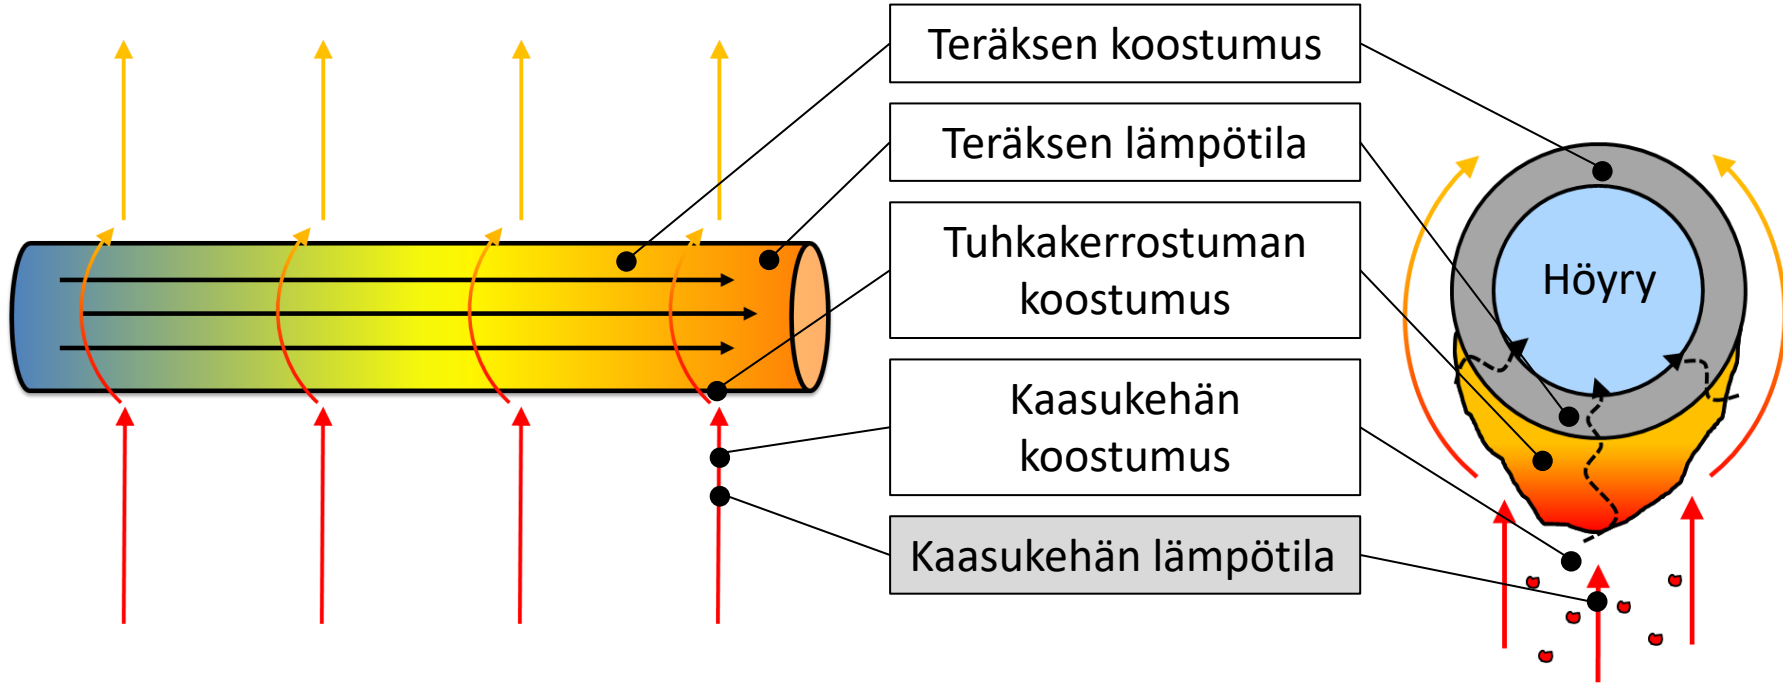 Teräksen koostumus
Teräksen lämpötila
Tuhkakerrostuman
koostumus
Kaasukehän
koostumus
Kaasukehän lämpötila
Höyry